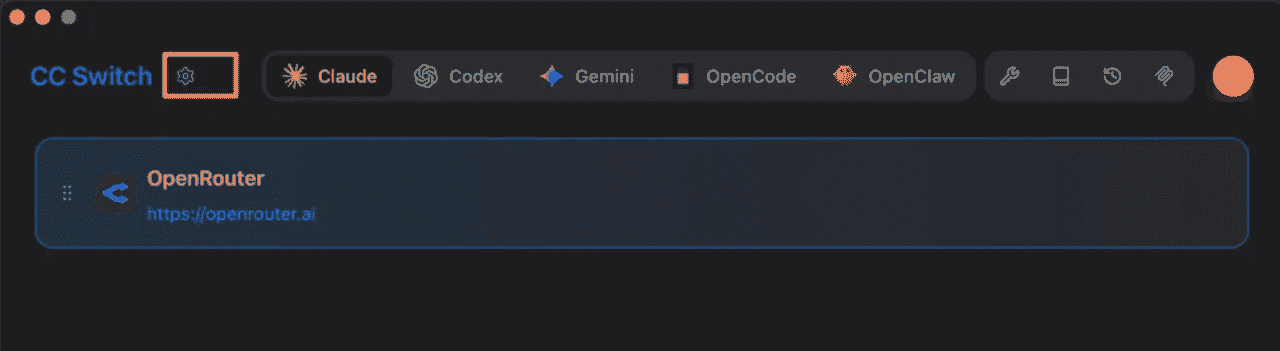 CC Switch
Claude
Codex
Gemini
OpenCode
OpenClaw
OpenRouter
https://openrouter.ai